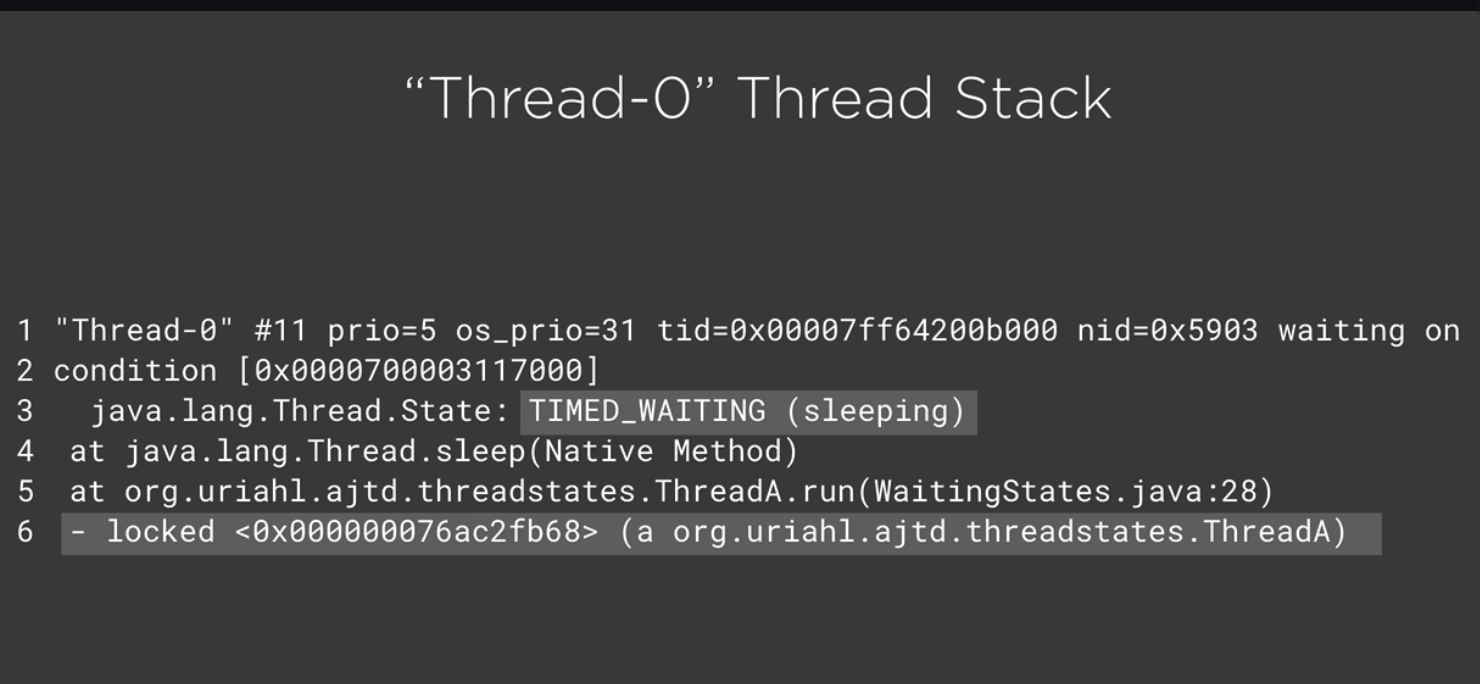 “Thread-0” Thread Stack
1 "Thread-0" #11 prio=5 os_prio=31 tid=0x00007ff64200b000 nid=0x5903 waiting on
2 condition [0x0000700003117000]
3 java.lang.Thread.State: TIMED_WAITING (sleeping)
4 at java.lang.Thread.sleep(Native Method)
5 at org.uriahl.ajtd.threadstates.ThreadA.run(WaitingStates.java:28)
6 - locked <0x000000076ac2fb68> (a org.uriahl.ajtd.threadstates.ThreadA)